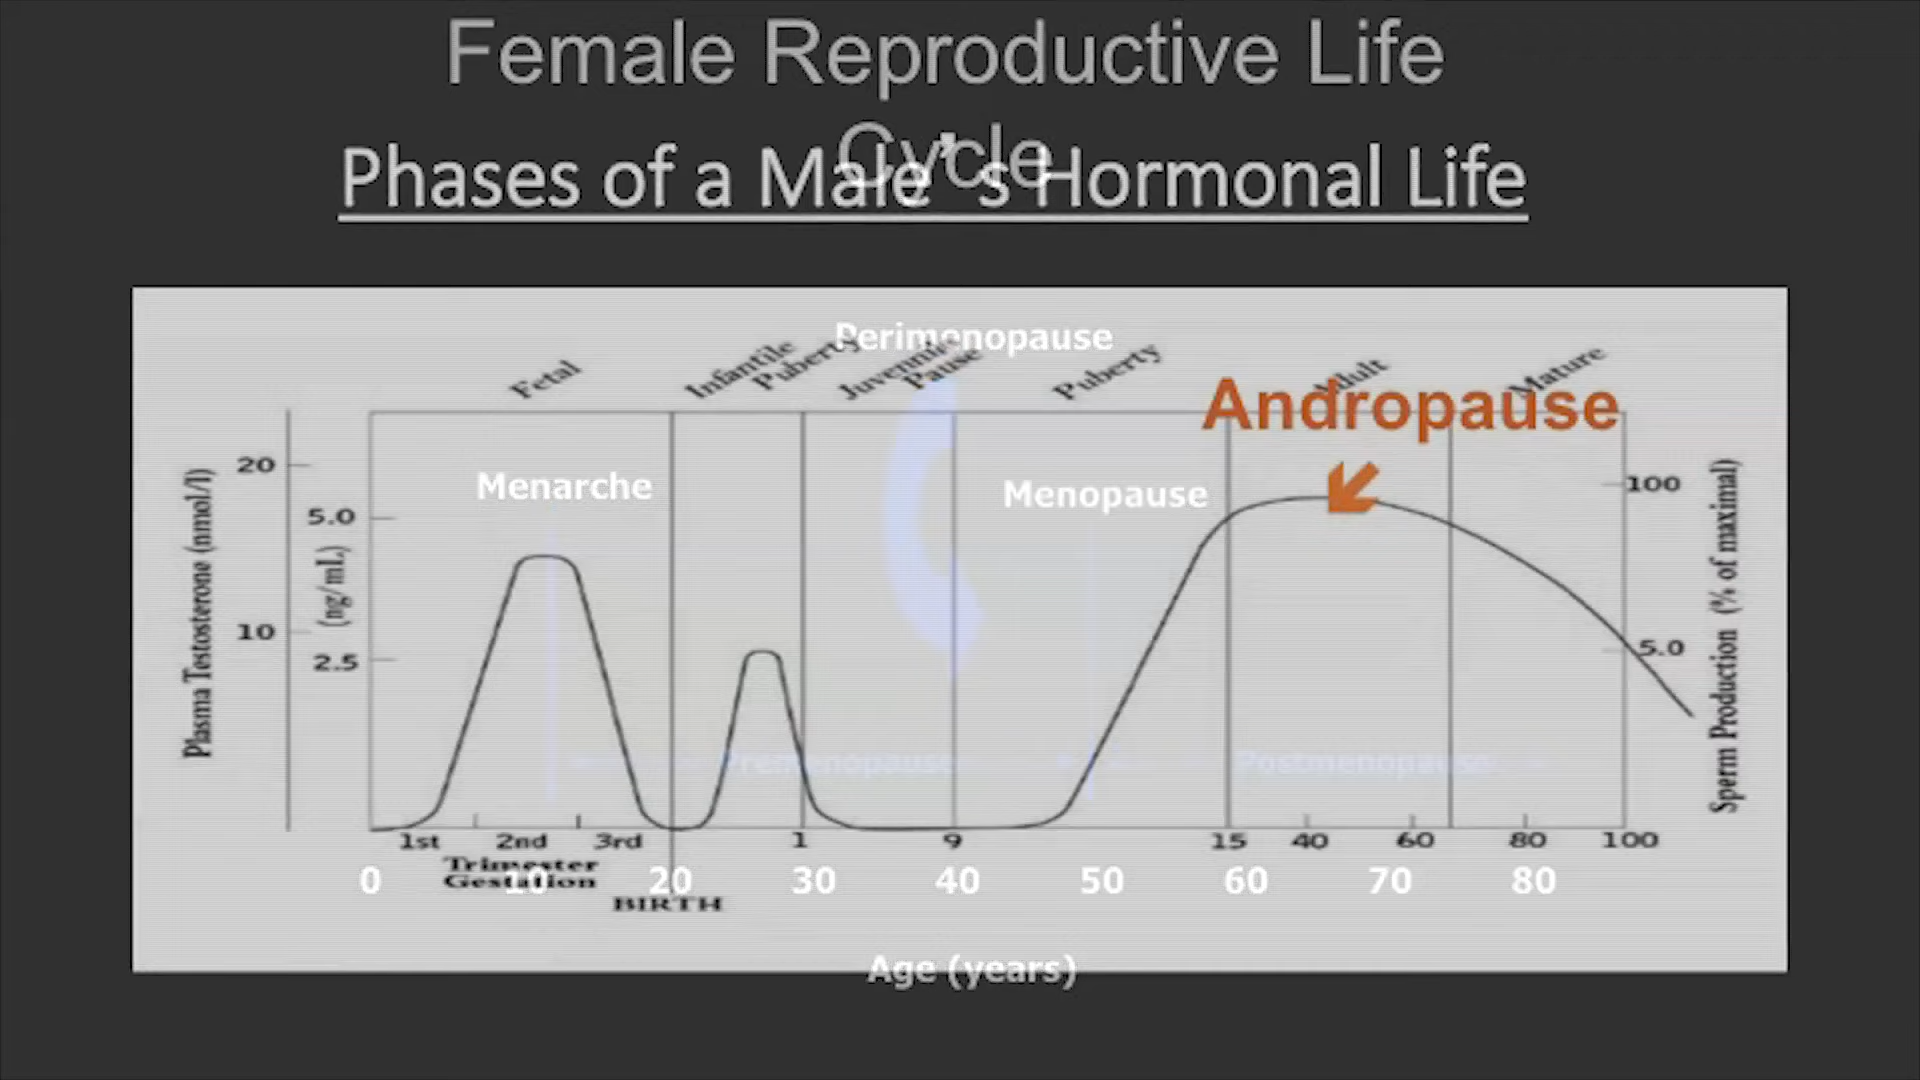 Female Reproductive Life
Cycle
Phases of a Male's Hormonal Life
Perimenopause
Fetal
Infantile
Puberty
Juvenile
Pause
Puberty
Adult
Mature
Andropause
Menarche
Menopause
Plasma Testosterone (nmol/l)
20
10
(ng/mL)
5.0
2.5
100
5.0
Sperm Production (% of maximal)
Premenopause
Postmenopause
1st 2nd 3rd 1 9 15 40 60 80 100
Trimester
Gestation
BIRTH
0 10 20 30 40 50 60 70 80
Age (years)